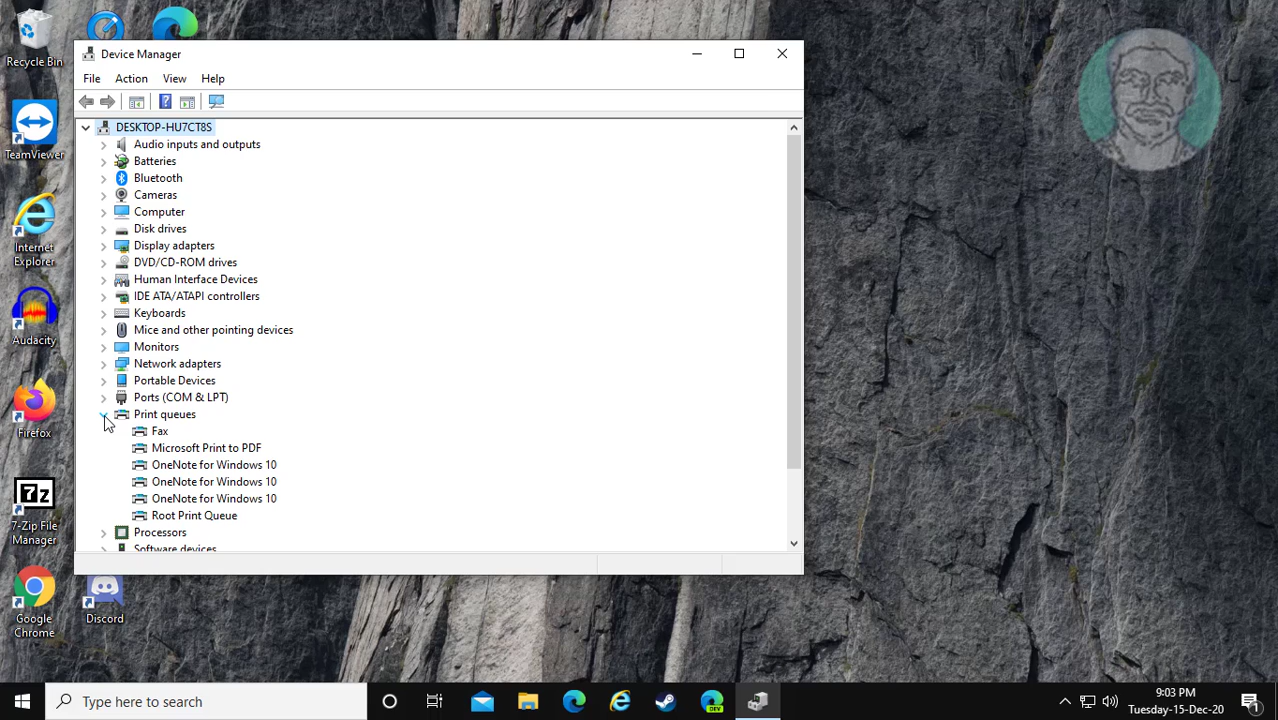 Recycle Bin
Device Manager
File Action View Help
DESKTOP-HU7CT8S
Audio inputs and outputs
Batteries
Bluetooth
Cameras
Computer
Disk drives
Display adapters
DVD/CD-ROM drives
Human Interface Devices
IDE ATA/ATAPI controllers
Keyboards
Mice and other pointing devices
Monitors
Network adapters
Portable Devices
Ports (COM & LPT)
Print queues
Fax
Microsoft Print to PDF
OneNote for Windows 10
OneNote for Windows 10
OneNote for Windows 10
Root Print Queue
Processors
Software devices
TeamViewer
Internet
Explorer
Audacity
Firefox
7z
7-Zip File
Manager
Google
Chrome
Discord
Type here to search
DEV
9:03 PM
Tuesday-15-Dec-20
1